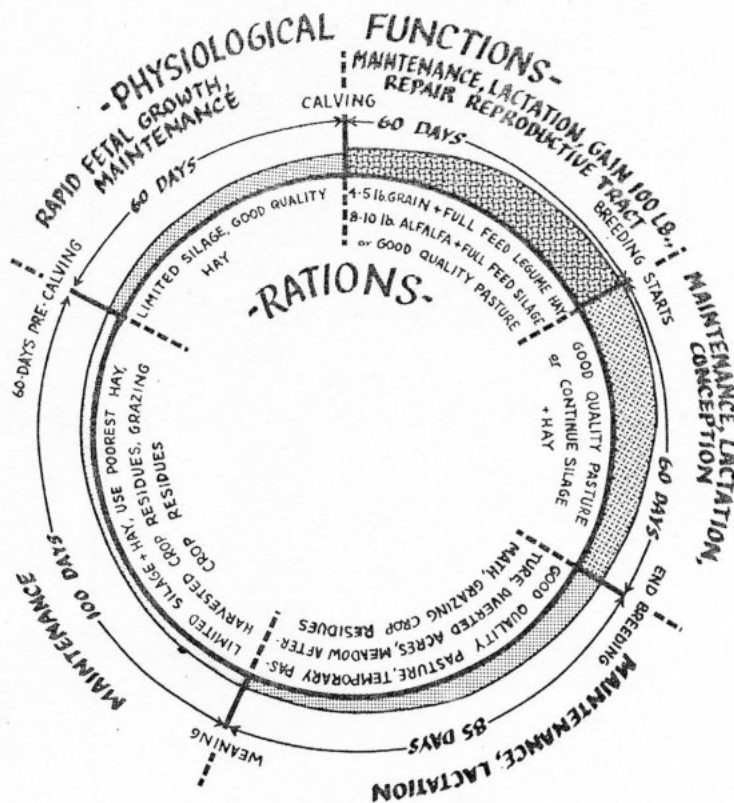 -PHYSIOLOGICAL FUNCTIONS-
CALVING
MAINTENANCE, LACTATION, GAIN 100 LB.,
REPAIR REPRODUCTIVE TRACT
60 DAYS
4-5 lb. GRAIN + FULL FEED LEGUME HAY
8-10 lb. ALFALFA + FULL FEED SILAGE
or GOOD QUALITY PASTURE
BREEDING STARTS
MAINTENANCE, LACTATION,
CONCEPTION
60 DAYS
GOOD QUALITY PASTURE
or CONTINUE SILAGE
+ HAY
END BREEDING
MAINTENANCE, LACTATION
85 DAYS
GOOD QUALITY PASTURE, TEMPORARY PAS-
TURE, DIVERTED ACRES, MEADOW AFTER-
MATH, GRAZING CROP RESIDUES
WEANING
MAINTENANCE
100 DAYS
LIMITED SILAGE + HAY, USE POOREST HAY,
HARVESTED CROP RESIDUES, GRAZING
CROP RESIDUES
60-DAYS PRE-CALVING
RAPID FETAL GROWTH,
MAINTENANCE
60 DAYS
LIMITED SILAGE, GOOD QUALITY
HAY
-RATIONS-